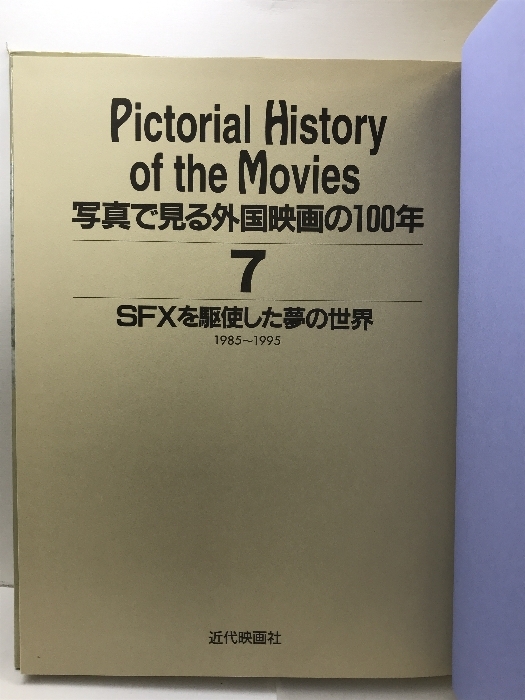 Pictorial History
of the Movies
写真で見る外国映画の100年
7
SFXを駆使した夢の世界
1985〜1995
近代映画社